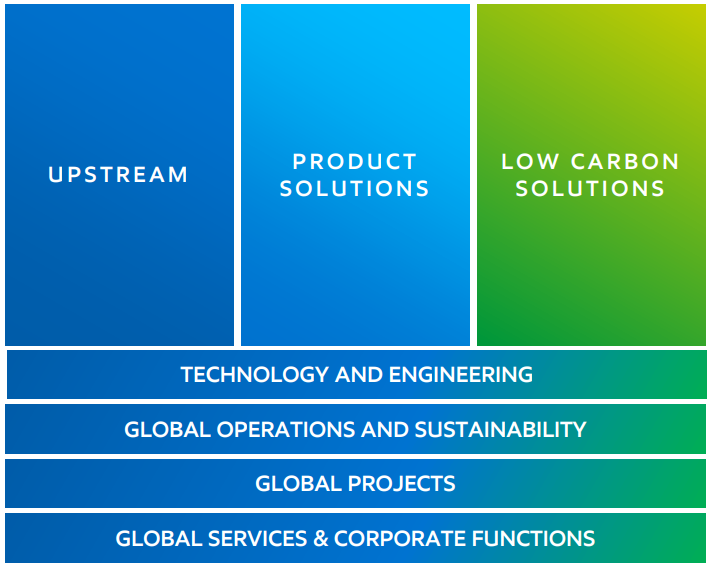 UPSTREAM
PRODUCT
SOLUTIONS
LOW CARBON
SOLUTIONS
TECHNOLOGY AND ENGINEERING
GLOBAL OPERATIONS AND SUSTAINABILITY
GLOBAL PROJECTS
GLOBAL SERVICES & CORPORATE FUNCTIONS